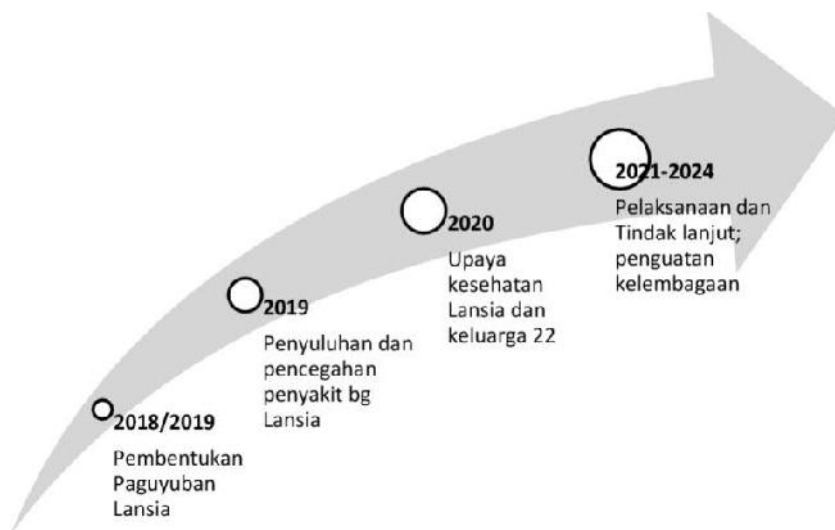 2018/2019
Pembentukan
Paguyuban
Lansia
2019
Penyuluhan dan
pencegahan
penyakit bg
Lansia
2020
Upaya
kesehatan
Lansia dan
keluarga 22
2021-2024
Pelaksanaan dan
Tindak lanjut;
penguatan
kelembagaan